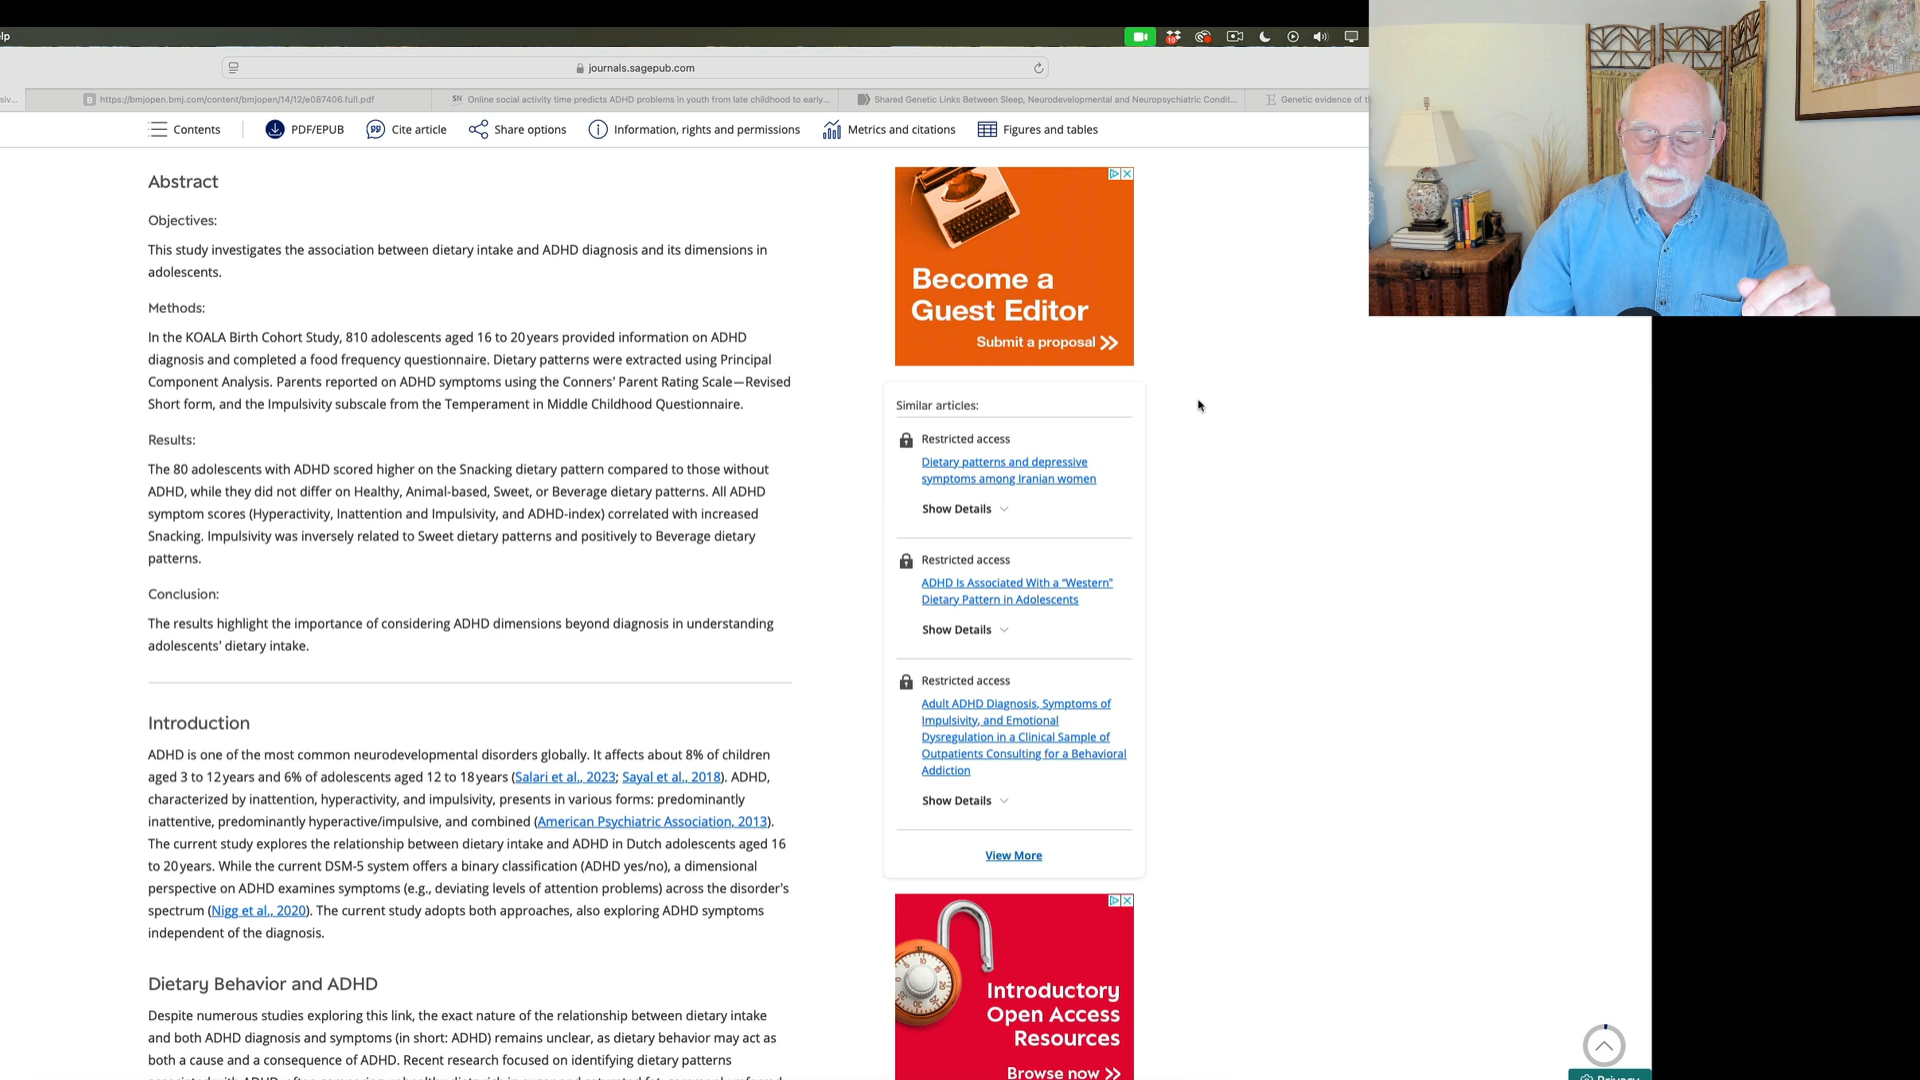 lp
10
journals.sagepub.com
siv...
https://bmjopen.bmj.com/content/bmjopen/14/12/e087406.full.pdf
SN Online social activity time predicts ADHD problems in youth from late childhood to early...
Shared Genetic Links Between Sleep, Neurodevelopmental and Neuropsychiatric Condit...
Genetic evidence of t
Contents
PDF/EPUB
Cite article
Share options
Information, rights and permissions
Metrics and citations
Figures and tables
Abstract
Objectives:
This study investigates the association between dietary intake and ADHD diagnosis and its dimensions in
adolescents.
Methods:
In the KOALA Birth Cohort Study, 810 adolescents aged 16 to 20 years provided information on ADHD
diagnosis and completed a food frequency questionnaire. Dietary patterns were extracted using Principal
Component Analysis. Parents reported on ADHD symptoms using the Conners' Parent Rating Scale—Revised
Short form, and the Impulsivity subscale from the Temperament in Middle Childhood Questionnaire.
Results:
The 80 adolescents with ADHD scored higher on the Snacking dietary pattern compared to those without
ADHD, while they did not differ on Healthy, Animal-based, Sweet, or Beverage dietary patterns. All ADHD
symptom scores (Hyperactivity, Inattention and Impulsivity, and ADHD-index) correlated with increased
Snacking. Impulsivity was inversely related to Sweet dietary patterns and positively to Beverage dietary
patterns.
Conclusion:
The results highlight the importance of considering ADHD dimensions beyond diagnosis in understanding
adolescents' dietary intake.
Introduction
ADHD is one of the most common neurodevelopmental disorders globally. It affects about 8% of children
aged 3 to 12 years and 6% of adolescents aged 12 to 18 years (Salari et al., 2023; Sayal et al., 2018). ADHD,
characterized by inattention, hyperactivity, and impulsivity, presents in various forms: predominantly
inattentive, predominantly hyperactive/impulsive, and combined (American Psychiatric Association, 2013).
The current study explores the relationship between dietary intake and ADHD in Dutch adolescents aged 16
to 20 years. While the current DSM-5 system offers a binary classification (ADHD yes/no), a dimensional
perspective on ADHD examines symptoms (e.g., deviating levels of attention problems) across the disorder's
spectrum (Nigg et al., 2020). The current study adopts both approaches, also exploring ADHD symptoms
independent of the diagnosis.
Dietary Behavior and ADHD
Despite numerous studies exploring this link, the exact nature of the relationship between dietary intake
and both ADHD diagnosis and symptoms (in short: ADHD) remains unclear, as dietary behavior may act as
both a cause and a consequence of ADHD. Recent research focused on identifying dietary patterns
Become a
Guest Editor
Submit a proposal
Similar articles:
Restricted access
Dietary patterns and depressive
symptoms among Iranian women
Show Details
Restricted access
ADHD Is Associated With a "Western"
Dietary Pattern in Adolescents
Show Details
Restricted access
Adult ADHD Diagnosis, Symptoms of
Impulsivity, and Emotional
Dysregulation in a Clinical Sample of
Outpatients Consulting for a Behavioral
Addiction
Show Details
View More
Introductory
Open Access
Resources
Browse now
Privacy